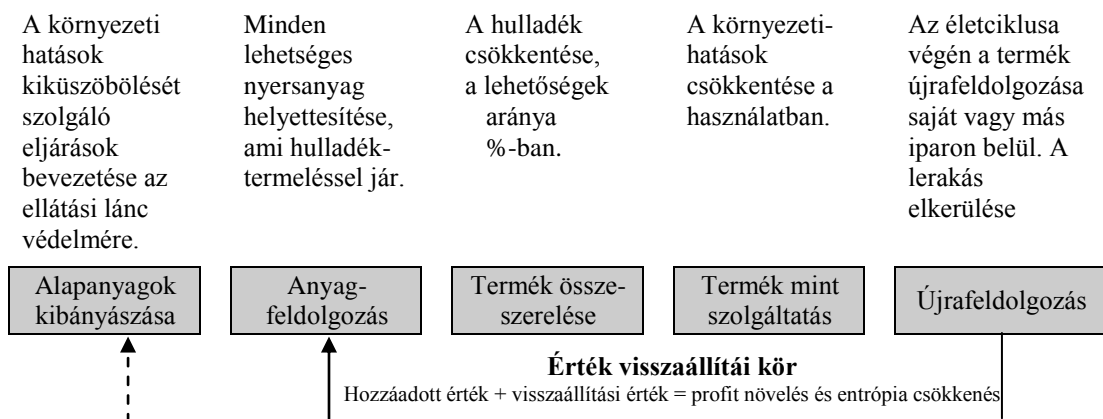 A környezeti
hatások
kiküszöbölését
szolgáló
eljárások
bevezetése az
ellátási lánc
védelmére.
Minden
lehetséges
nyersanyag
helyettesítése,
ami hulladék-
termeléssel jár.
A hulladék
csökkentése,
a lehetőségek
aránya
%-ban.
A környezeti-
hatások
csökkentése a
használatban.
Az életciklusa
végén a termék
újrafeldolgozása
saját vagy más
iparon belül. A
lerakás
elkerülése
Alapanyagok
kibányászása
Anyag-
feldolgozás
Termék össze-
szerelése
Termék mint
szolgáltatás
Újrafeldolgozás
Érték visszaállítái kör
Hozzáadott érték + visszaállítási érték = profit növelés és entrópia csökkenés